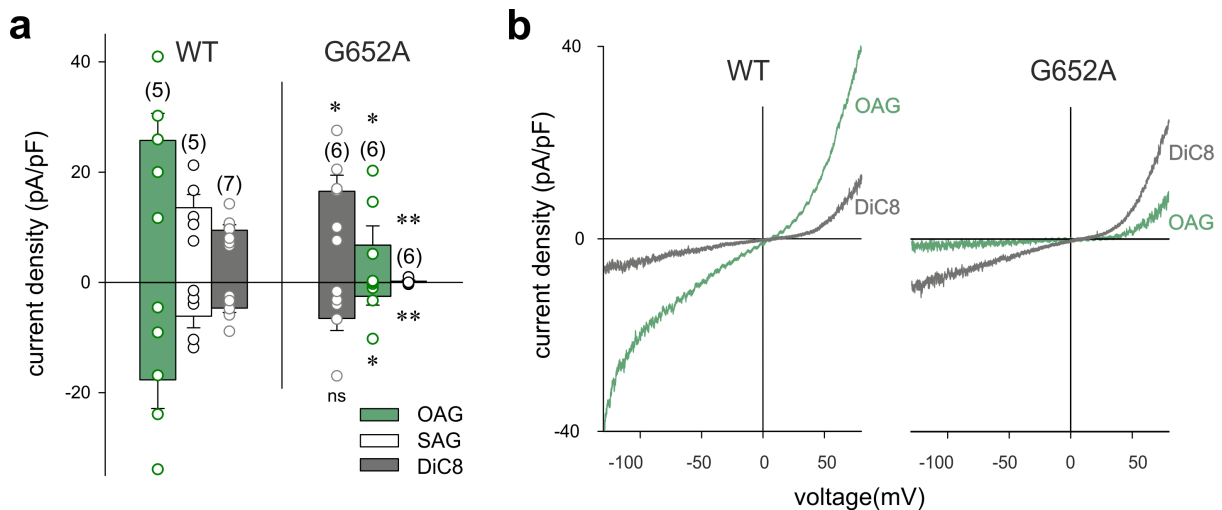 a
WT
G652A
40
20
0
-20
current density (pA/pF)
(5)
(5)
(7)
*
(6)
*
(6)
**
(6)
**
*
ns
OAG
SAG
DiC8
b
WT
G652A
40
0
-40
current density (pA/pF)
OAG
DiC8
DiC8
OAG
-100 -50 0 50
-100 -50 0 50
voltage(mV)